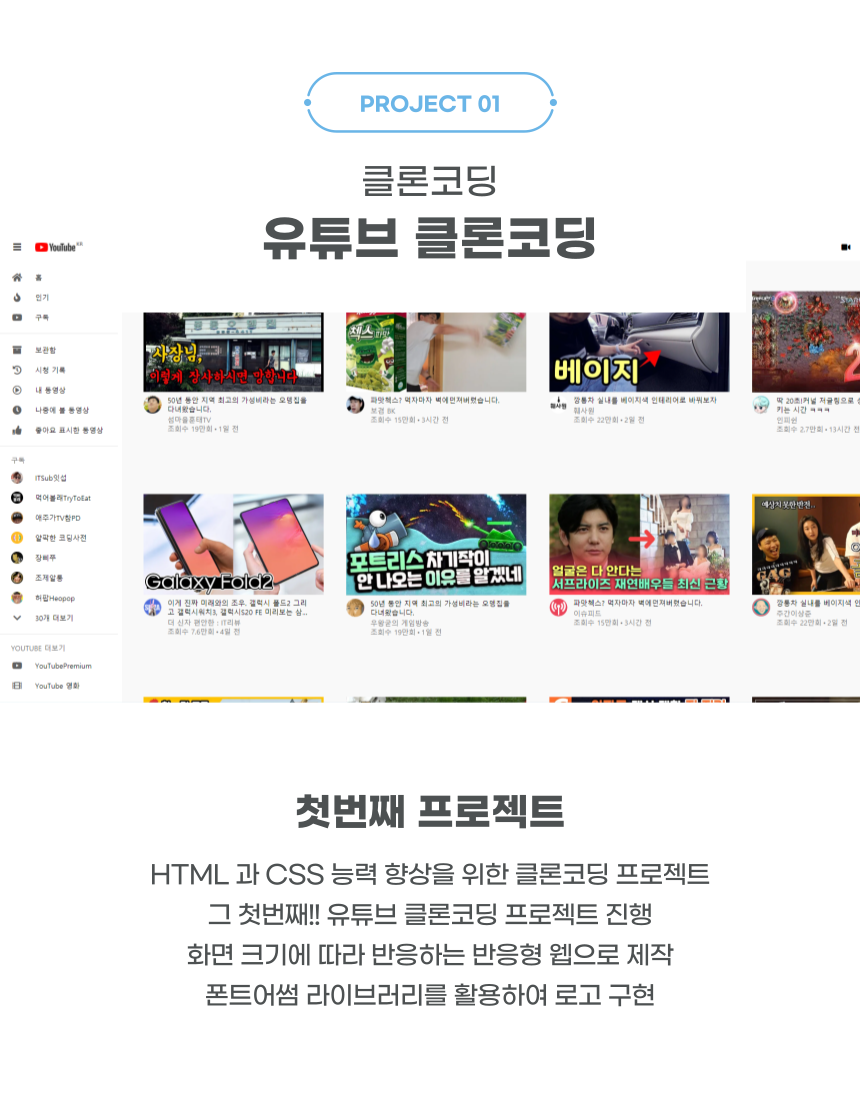 PROJECT 01
클론코딩
유튜브 클론코딩
YouTube KR
홈
인기
구독
보관함
시청 기록
내 동영상
나중에 볼 동영상
좋아요 표시한 동영상
구독
ITSub잇섭
먹어볼래TryToEat
애주가TV참PD
얄팍한 코딩사전
장삐쭈
조제알통
허팝Heopop
30개 더보기
YOUTUBE 더보기
YouTubePremium
YouTube 영화
사장님,
이렇게 장사하시면 망합니다
50년 동안 지역 최고의 가성비라는 오뎅집을
다녀왔습니다.
섬마을훈태TV
조회수 19만회 • 1일 전
첵스
파맛첵스? 먹자마자 벽에던져버렸습니다.
보겸 BK
조회수 15만회 • 3시간 전
베이지
깡통차 실내를 베이지색 인테리어로 바꿔보자
훼사원
조회수 22만회 • 2일 전
딱 20초!커널 저글링으로 성
키는 시간 ㅋㅋㅋ
인피쉰
조회수 2.7만회 • 13시간 전
Galaxy Fold2
이게 진짜 미래와의 조우. 갤럭시 폴드2 그리
고 갤럭시워치3, 갤럭시S20 FE 미리보는 삼...
더 신자 팬안한 : IT리뷰
조회수 7.6만회 • 4일 전
포트리스 차기작이
안 나오는 이유를 알겠네
50년 동안 지역 최고의 가성비라는 오뎅집을
다녀왔습니다.
우왕굳의 게임방송
조회수 19만회 • 1일 전
얼굴은 다 안다는
서프라이즈 재연배우들 최신 근황
파맛첵스? 먹자마자 벽에던져버렸습니다.
이슈피드
조회수 15만회 • 3시간 전
예상치 못한 반전..
깡통차 실내를 베이지색 인
주간이상준
조회수 22만회 • 2일 전
첫번째 프로젝트
HTML 과 CSS 능력 향상을 위한 클론코딩 프로젝트
그 첫번째!! 유튜브 클론코딩 프로젝트 진행
화면 크기에 따라 반응하는 반응형 웹으로 제작
폰트어썸 라이브러리를 활용하여 로고 구현